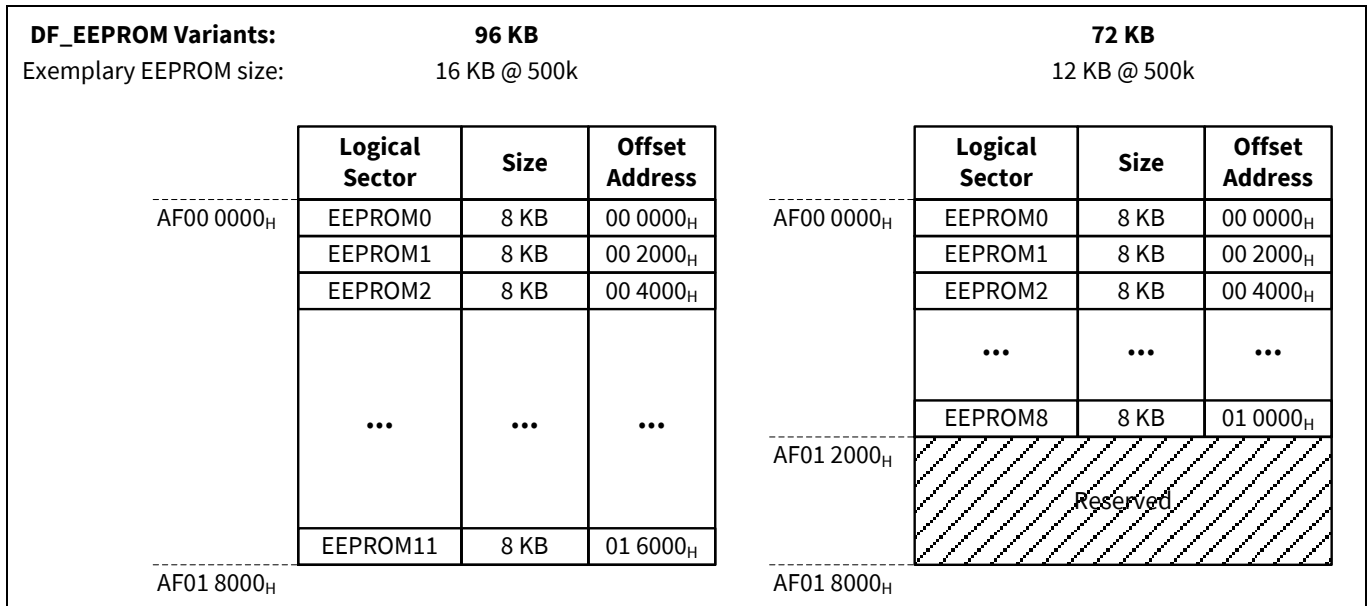 DF_EEPROM Variants: 96 KB 72 KB
Exemplary EEPROM size: 16 KB @ 500k 12 KB @ 500k
Logical Sector Size Offset Address Logical Sector Size Offset Address
AF00 0000H EEPROM0 8 KB 00 0000H AF00 0000H EEPROM0 8 KB 00 0000H
EEPROM1 8 KB 00 2000H EEPROM1 8 KB 00 2000H
EEPROM2 8 KB 00 4000H EEPROM2 8 KB 00 4000H
... ... ...
EEPROM8 8 KB 01 0000H
... ... ...
AF01 2000H
Reserved
EEPROM11 8 KB 01 6000H
AF01 8000H AF01 8000H